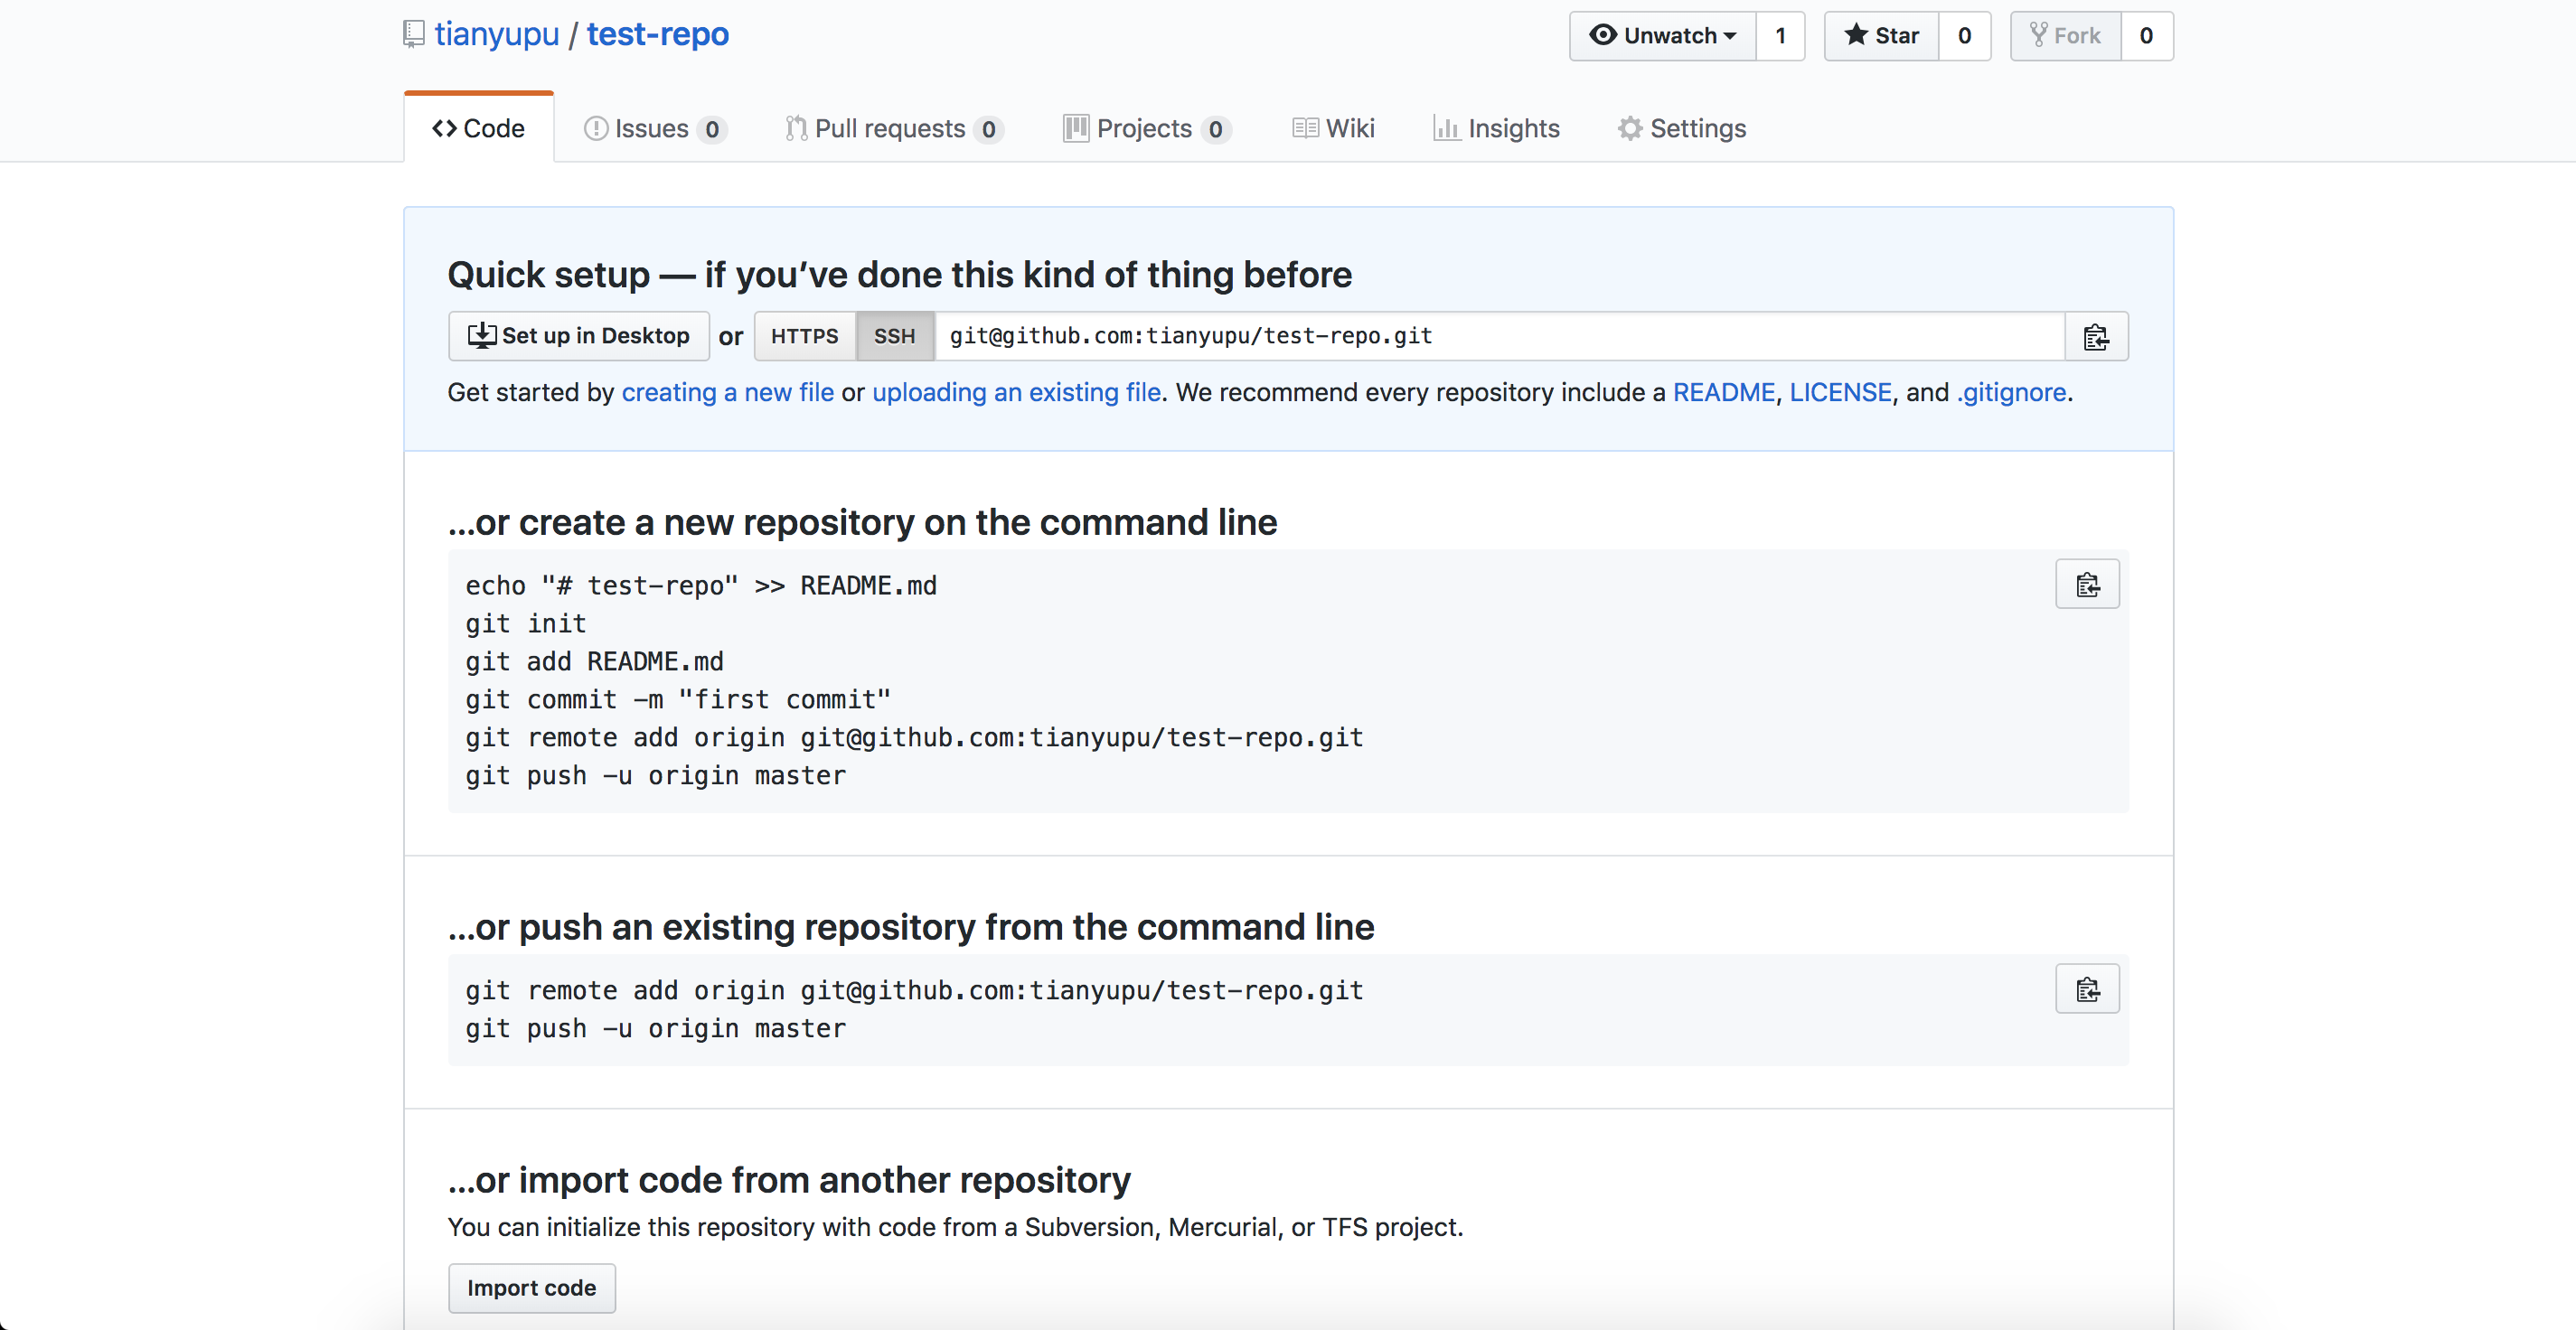 tianyupu / test-repo
Unwatch 1 Star 0 Fork 0
Code Issues 0 Pull requests 0 Projects 0 Wiki Insights Settings
Quick setup — if you’ve done this kind of thing before
Set up in Desktop or HTTPS SSH git@github.com:tianyupu/test-repo.git
Get started by creating a new file or uploading an existing file. We recommend every repository include a README, LICENSE, and .gitignore.
…or create a new repository on the command line
echo "# test-repo" >> README.md
git init
git add README.md
git commit -m "first commit"
git remote add origin git@github.com:tianyupu/test-repo.git
git push -u origin master
…or push an existing repository from the command line
git remote add origin git@github.com:tianyupu/test-repo.git
git push -u origin master
…or import code from another repository
You can initialize this repository with code from a Subversion, Mercurial, or TFS project.
Import code